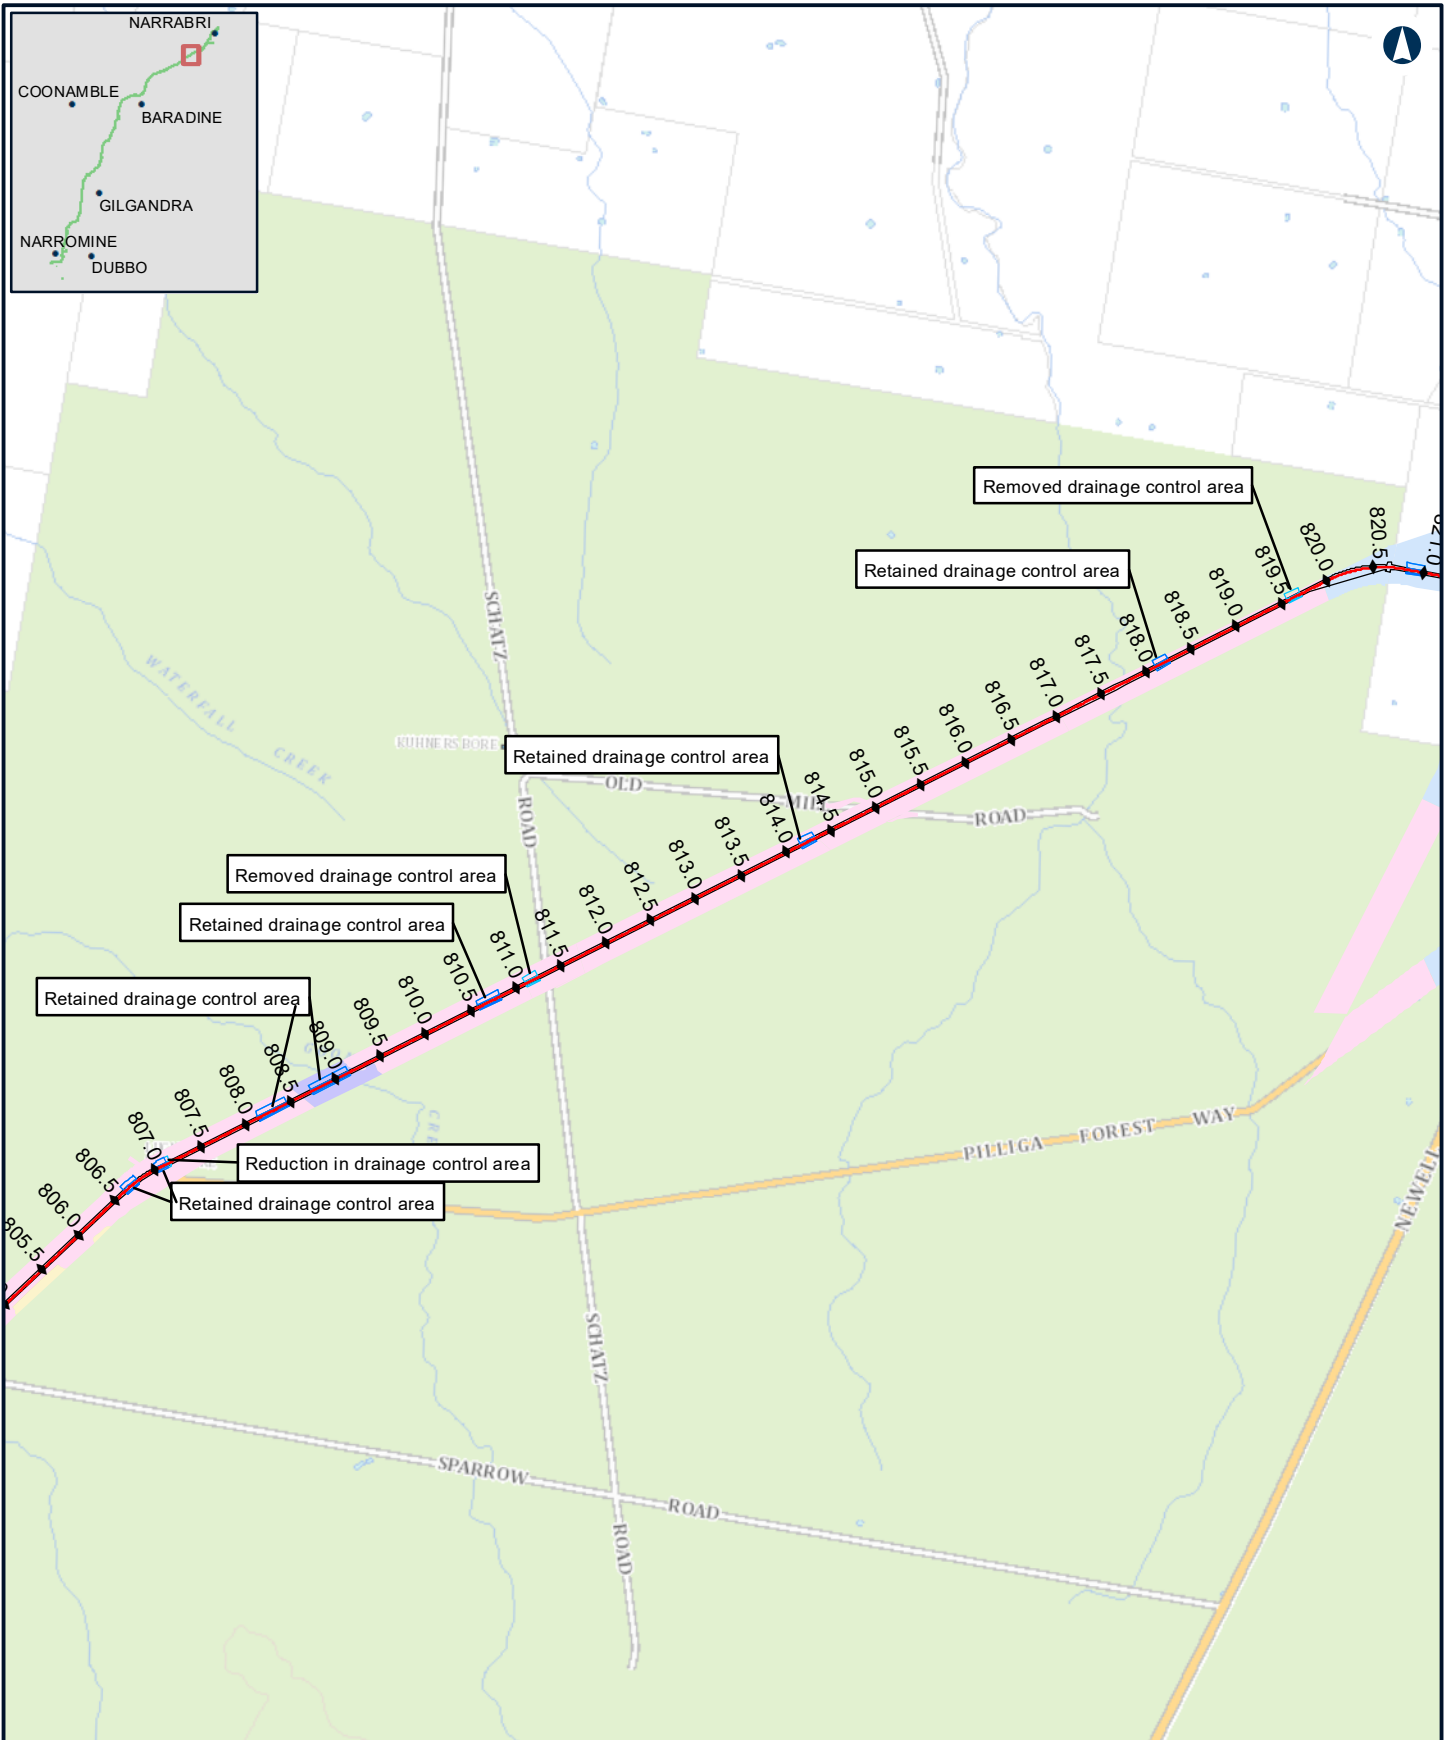 NARRABRI
COONAMBLE
BARADINE
GILGANDRA
NARROMINE
DUBBO
Removed drainage control area
820.5
821.0
820.0
819.5
Retained drainage control area
819.0
818.5
818.0
817.5
817.0
816.5
816.0
815.5
815.0
814.5
814.0
813.5
813.0
812.5
812.0
811.5
811.0
810.5
810.0
809.5
809.0
808.5
808.0
807.5
807.0
806.5
806.0
805.5
SCHATZ
ROAD
WATERFALL
CREEK
KUHNERS BORE
Retained drainage control area
OLD
MILL
ROAD
Removed drainage control area
Retained drainage control area
Retained drainage control area
Reduction in drainage control area
Retained drainage control area
PILLIGA FOREST WAY
NEWELL
SCHATZ
ROAD
SPARROW
ROAD